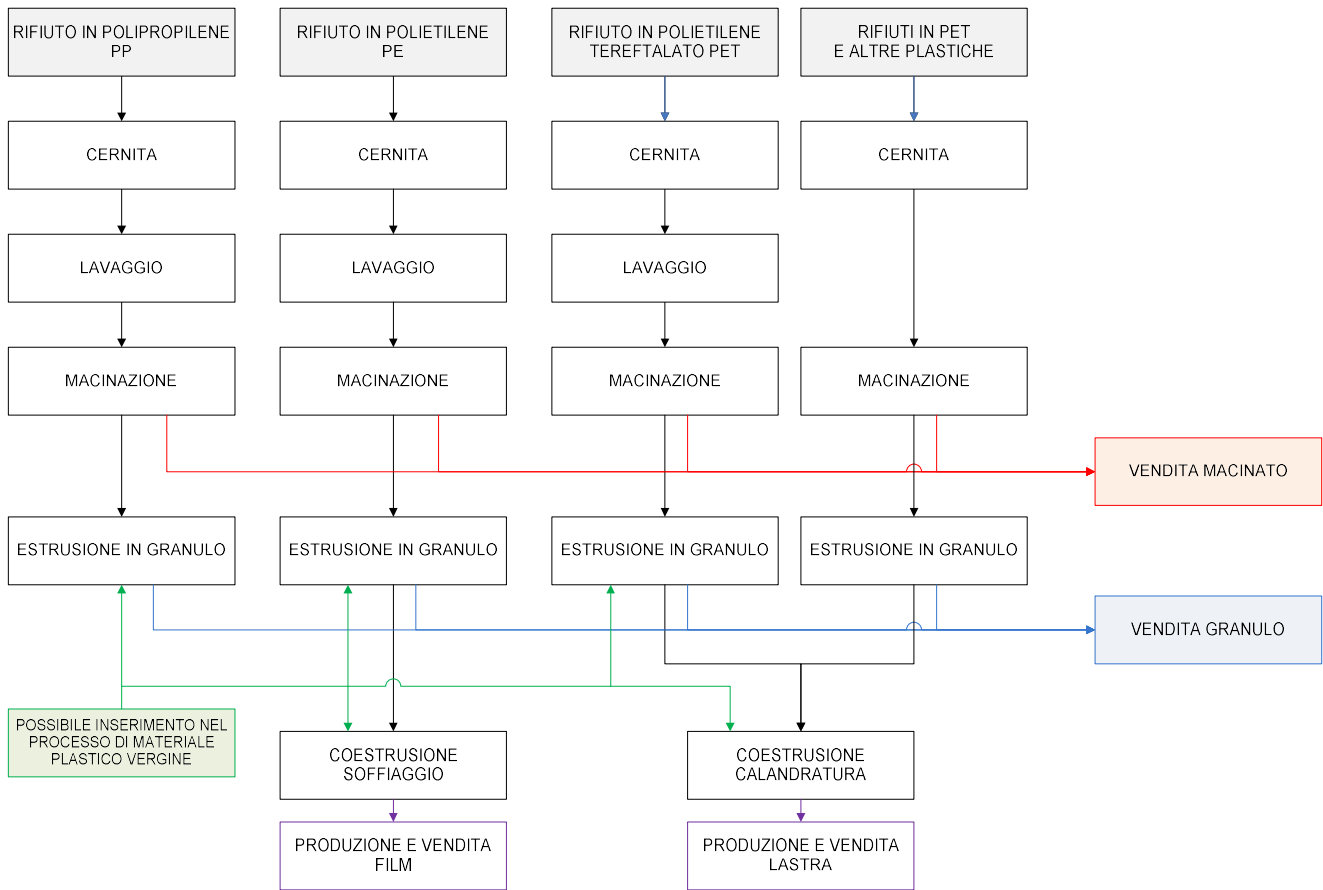 RIFIUTO IN POLIPROPILENE
PP
RIFIUTO IN POLIETILENE
PE
RIFIUTO IN POLIETILENE
TEREFTALATO PET
RIFIUTI IN PET
E ALTRE PLASTICHE
CERNITA
CERNITA
CERNITA
CERNITA
LAVAGGIO
LAVAGGIO
LAVAGGIO
MACINAZIONE
MACINAZIONE
MACINAZIONE
MACINAZIONE
VENDITA MACINATO
ESTRUSIONE IN GRANULO
ESTRUSIONE IN GRANULO
ESTRUSIONE IN GRANULO
ESTRUSIONE IN GRANULO
VENDITA GRANULO
POSSIBILE INSERIMENTO NEL
PROCESSO DI MATERIALE
PLASTICO VERGINE
COESTRUSIONE
SOFFIAGGIO
COESTRUSIONE
CALANDRATURA
PRODUZIONE E VENDITA
FILM
PRODUZIONE E VENDITA
LASTRA